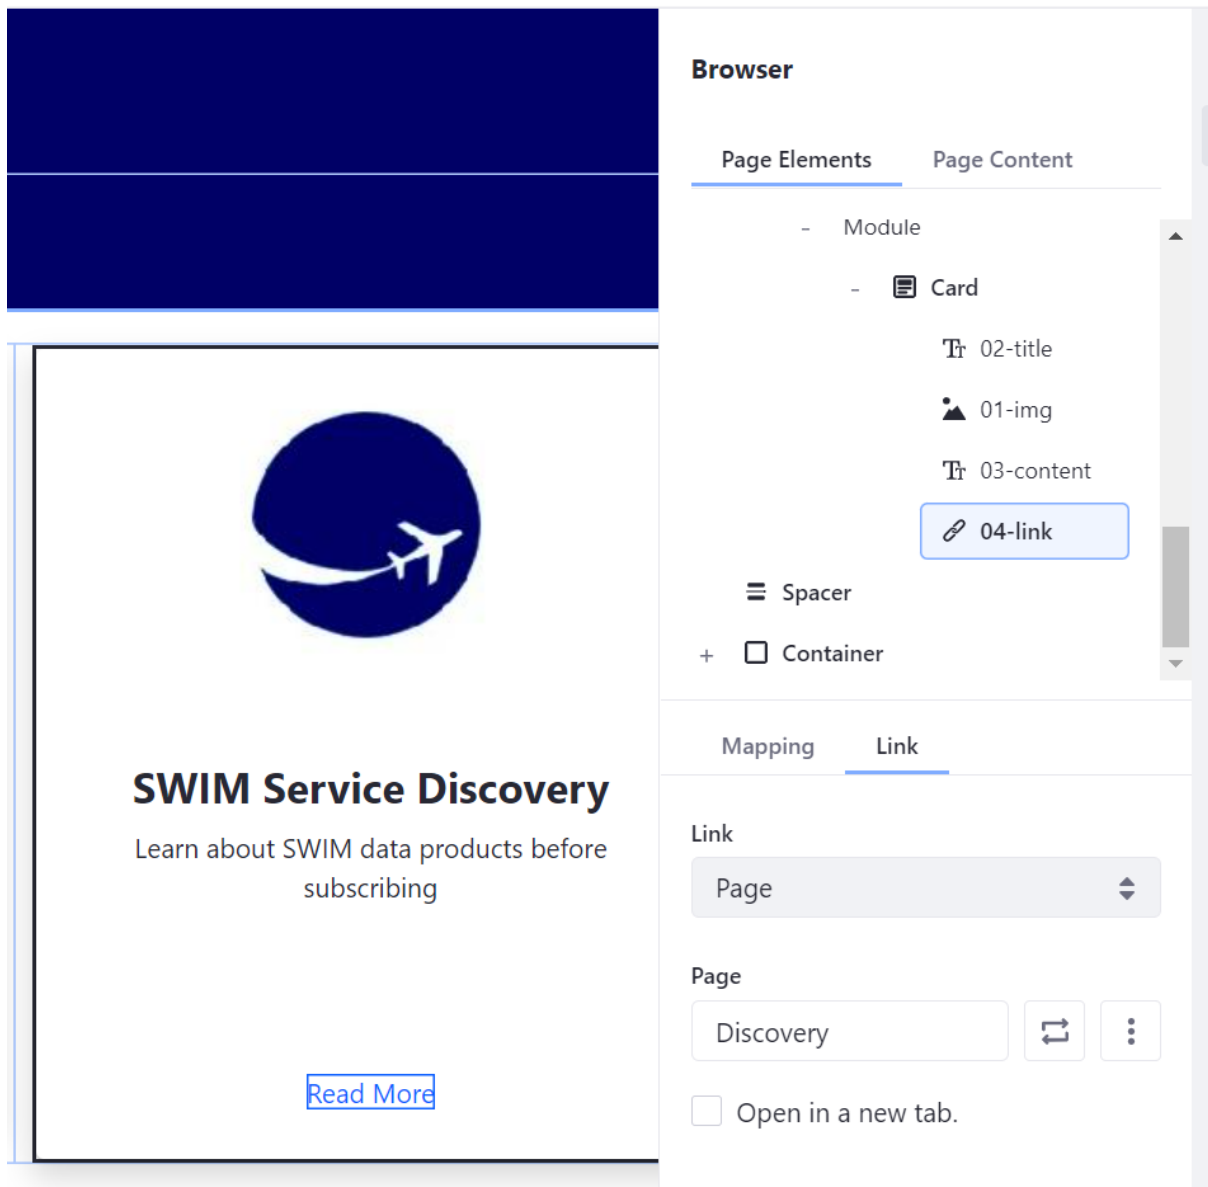 Browser
Page Elements
Page Content
- Module
- Card
02-title
01-img
03-content
04-link
Spacer
+ Container
SWIM Service Discovery
Learn about SWIM data products before
subscribing
Read More
Mapping
Link
Link
Page
Page
Discovery
Open in a new tab.